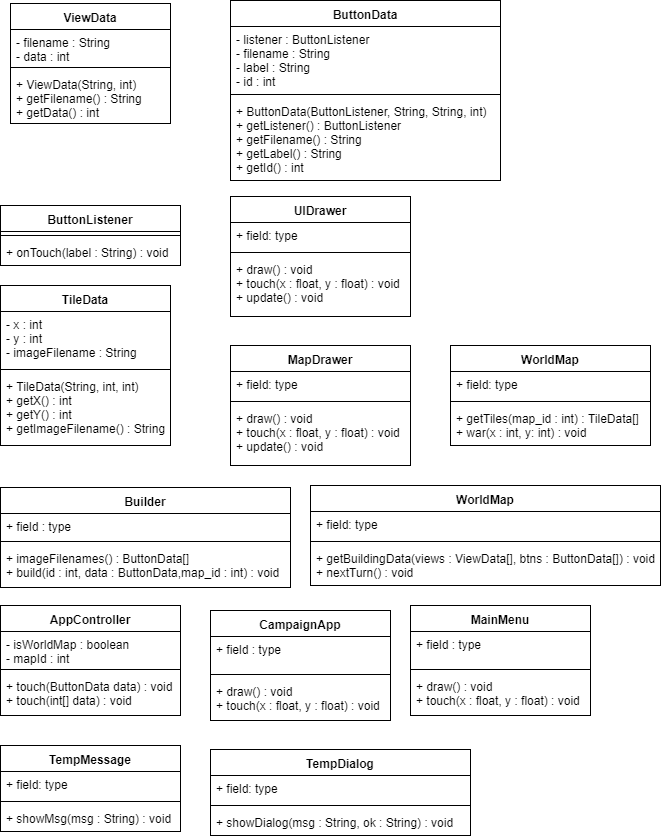 ViewData
- filename : String
- data : int
+ ViewData(String, int)
+ getFilename() : String
+ getData() : int
ButtonData
- listener : ButtonListener
- filename : String
- label : String
- id : int
+ ButtonData(ButtonListener, String, String, int)
+ getListener() : ButtonListener
+ getFilename() : String
+ getLabel() : String
+ getId() : int
ButtonListener
+ onTouch(label : String) : void
UIDrawer
+ field: type
+ draw() : void
+ touch(x : float, y : float) : void
+ update() : void
TileData
- x : int
- y : int
- imageFilename : String
+ TileData(String, int, int)
+ getX() : int
+ getY() : int
+ getImageFilename() : String
MapDrawer
+ field: type
+ draw() : void
+ touch(x : float, y : float) : void
+ update() : void
WorldMap
+ field: type
+ getTiles(map_id : int) : TileData[]
+ war(x : int, y: int) : void
Builder
+ field : type
+ imageFilenames() : ButtonData[]
+ build(id : int, data : ButtonData,map_id : int) : void
WorldMap
+ field: type
+ getBuildingData(views : ViewData[], btns : ButtonData[]) : void
+ nextTurn() : void
AppController
- isWorldMap : boolean
- mapId : int
+ touch(ButtonData data) : void
+ touch(int[] data) : void
CampaignApp
+ field : type
+ draw() : void
+ touch(x : float, y : float) : void
MainMenu
+ field : type
+ draw() : void
+ touch(x : float, y : float) : void
TempMessage
+ field: type
+ showMsg(msg : String) : void
TempDialog
+ field : type
+ showDialog(msg : String, ok : String) : void